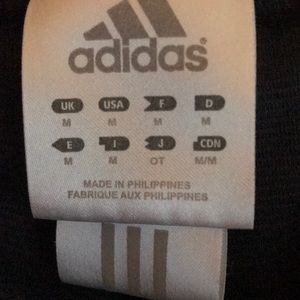 adidas
UK USA F D
M M M M
E I J CDN
M M OT M/M
MADE IN PHILIPPINES
FABRIQUE AUX PHILIPPINES